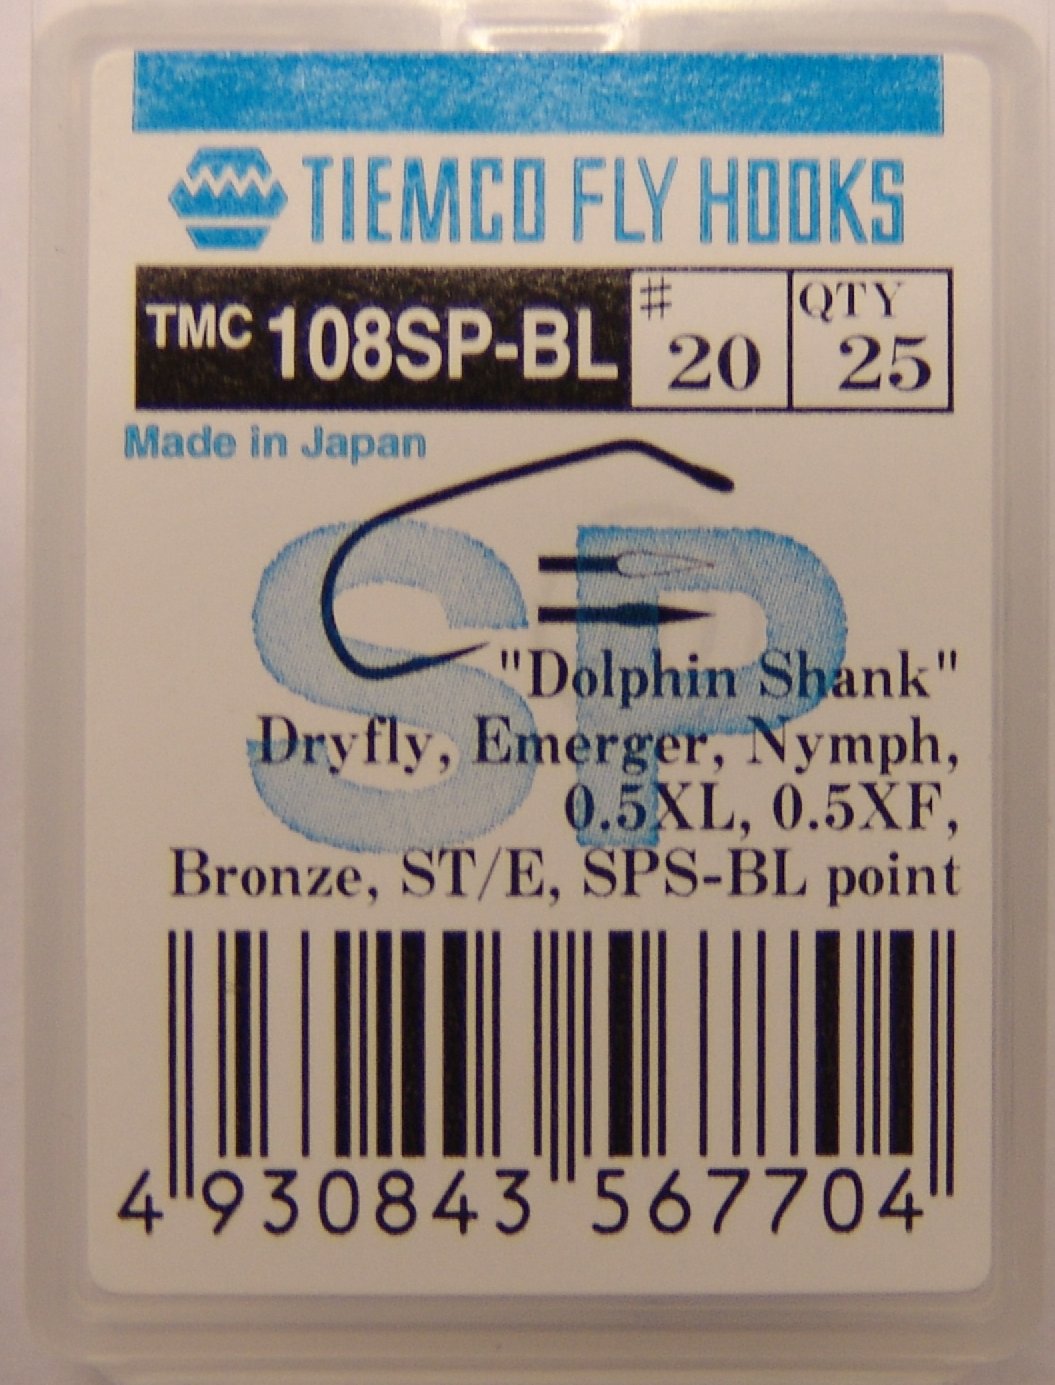 TIEMCO FLY HOOKS
TMC 108SP-BL # 20 QTY 25
Made in Japan
SP
"Dolphin Shank"
Dryfly, Emerger, Nymph,
0.5XL, 0.5XF,
Bronze, ST/E, SPS-BL point
4 930843 567704